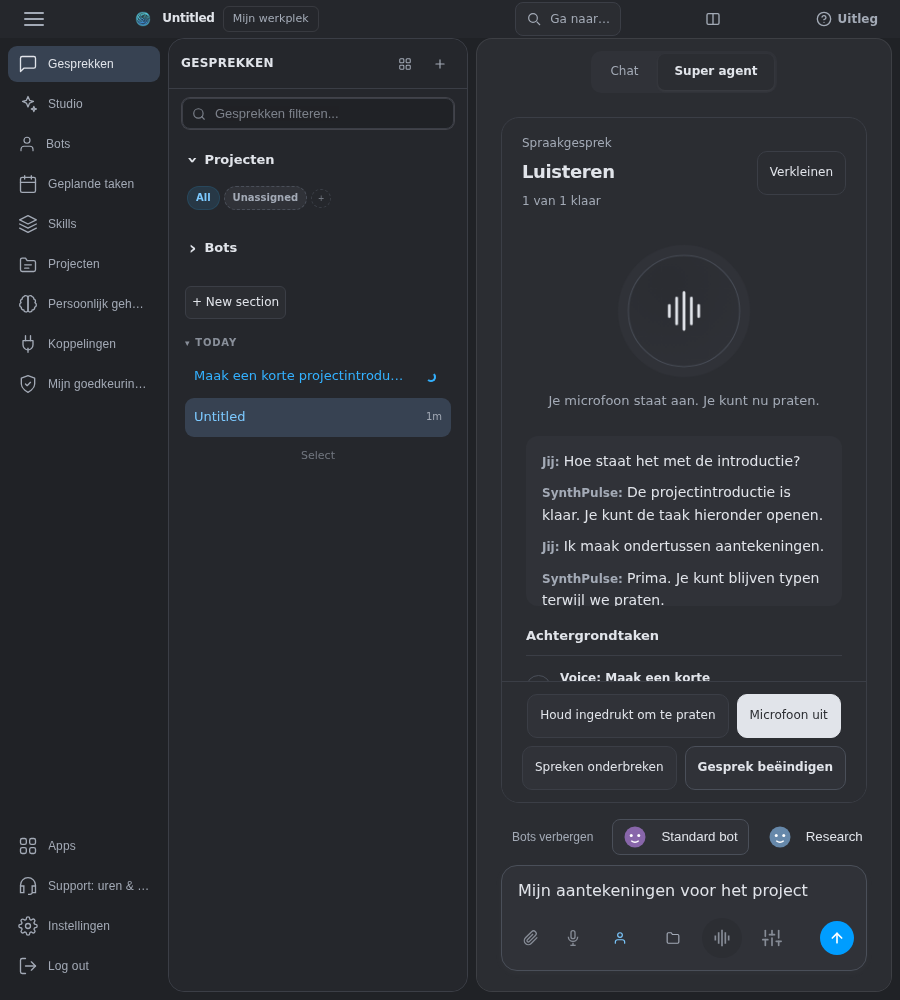 Untitled
Mijn werkplek
Ga naar…
Uitleg
Gesprekken
Studio
Bots
Geplande taken
Skills
Projecten
Persoonlijk geh…
Koppelingen
Mijn goedkeurin…
Apps
Support: uren & …
Instellingen
Log out
GESPREKKEN
Gesprekken filteren...
Projecten
All
Unassigned
+
Bots
+ New section
▾ TODAY
Maak een korte projectintrodu…
Untitled
1m
Select
Chat
Super agent
Spraakgesprek
Luisteren
1 van 1 klaar
Verkleinen
Je microfoon staat aan. Je kunt nu praten.
Jij: Hoe staat het met de introductie?
SynthPulse: De projectintroductie is
klaar. Je kunt de taak hieronder openen.
Jij: Ik maak ondertussen aantekeningen.
SynthPulse: Prima. Je kunt blijven typen
terwijl we praten.
Achtergrondtaken
Voice: Maak een korte
Houd ingedrukt om te praten
Microfoon uit
Spreken onderbreken
Gesprek beëindigen
Bots verbergen
Standard bot
Research
Mijn aantekeningen voor het project